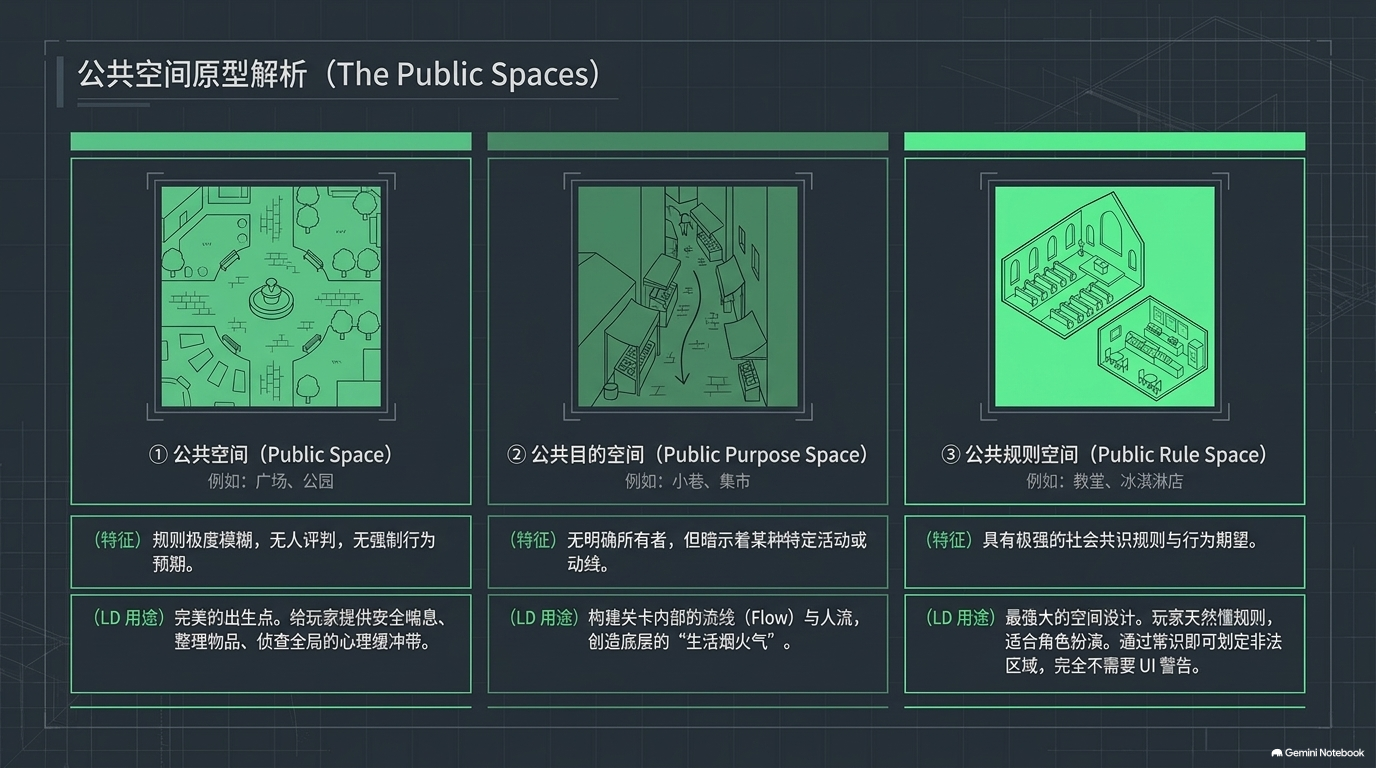 公共空间原型解析（The Public Spaces）
① 公共空间（Public Space）
例如：广场、公园
（特征）规则极度模糊，无人评判，无强制行为
预期。
（LD 用途）完美的出生点。给玩家提供安全喘息、
整理物品、侦查全局的心理缓冲带。
② 公共目的空间（Public Purpose Space）
例如：小巷、集市
（特征）无明确所有者，但暗示着某种特定活动或
动线。
（LD 用途）构建关卡内部的流线（Flow）与人流，
创造底层的“生活烟火气”。
③ 公共规则空间（Public Rule Space）
例如：教堂、冰淇淋店
（特征）具有极强的社会共识规则与行为期望。
（LD 用途）最强大的空间设计。玩家天然懂规则，
适合角色扮演。通过常识即可划定非法
区域，完全不需要 UI 警告。
Gemini Notebook